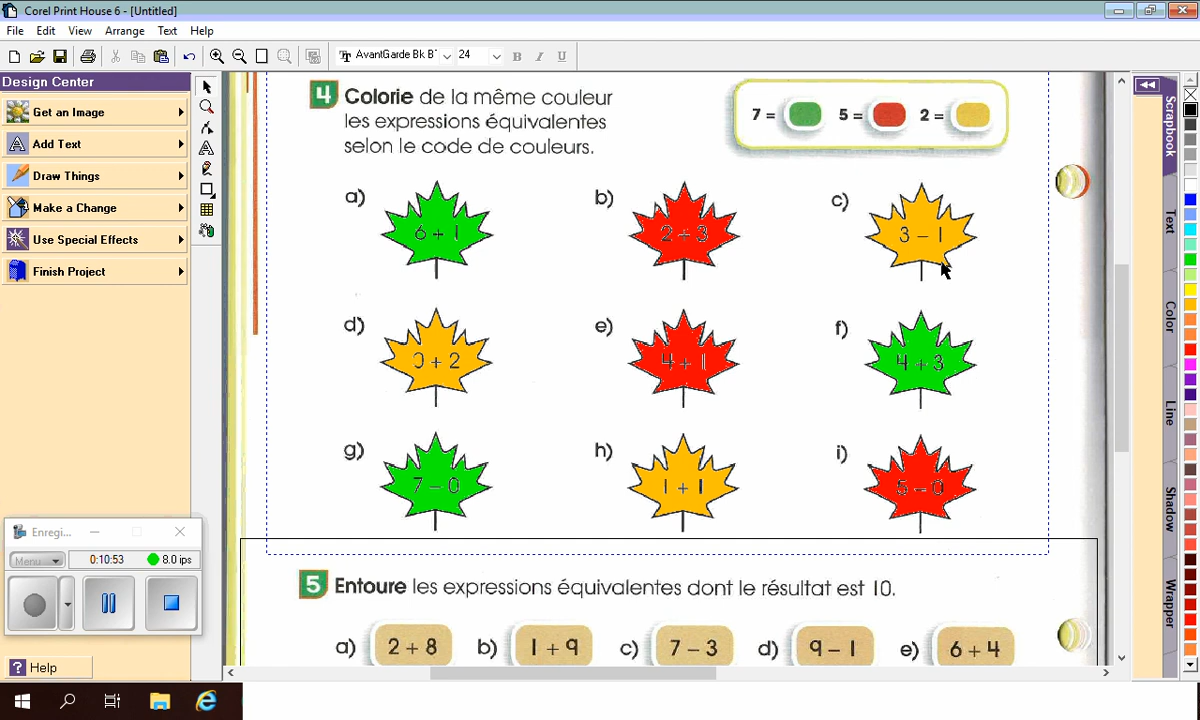 Corel Print House 6 - [Untitled]
File Edit View Arrange Text Help
AvantGarde Bk BT 24 B I U
Design Center
Get an Image
Add Text
Draw Things
Make a Change
Use Special Effects
Finish Project
4 Colorie de la même couleur
les expressions équivalentes
selon le code de couleurs.
7 = 5 = 2 =
a) 6 + 1 b) 2 + 3 c) 3 – 1
d) 0 + 2 e) 4 + 1 f) 4 + 3
g) 7 – 0 h) 1 + 1 i) 5 – 0
5 Entoure les expressions équivalentes dont le résultat est 10.
a) 2 + 8 b) 1 + 9 c) 7 – 3 d) 9 – 1 e) 6 + 4
Scrapbook
Text
Color
Line
Shadow
Wrapper
Enregi...
Menu 0:10:53 8.0 ips
? Help